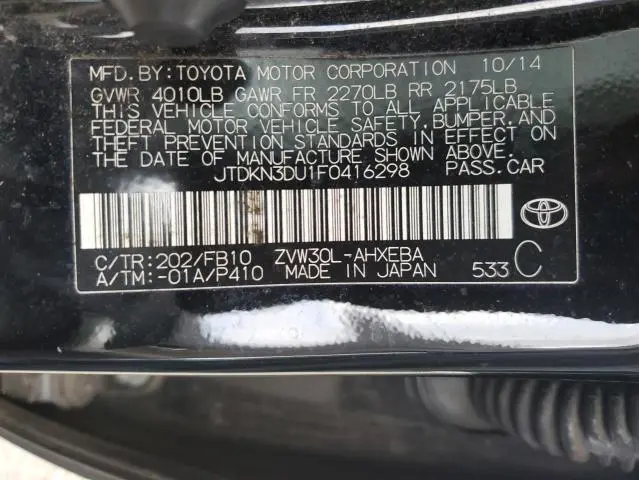 MFD.BY:TOYOTA MOTOR CORPORATION 10/14
GVWR 4010LB GAWR FR 2270LB RR 2175LB
THIS VEHICLE CONFORMS TO ALL APPLICABLE
FEDERAL MOTOR VEHICLE SAFETY, BUMPER, AND
THEFT PREVENTION STANDARDS IN EFFECT ON
THE DATE OF MANUFACTURE SHOWN ABOVE.
JTDKN3DU1F0416298 PASS.CAR
C/TR:202/FB10 ZVW30L-AHXEBA
A/TM:-01A/P410 MADE IN JAPAN 533 C